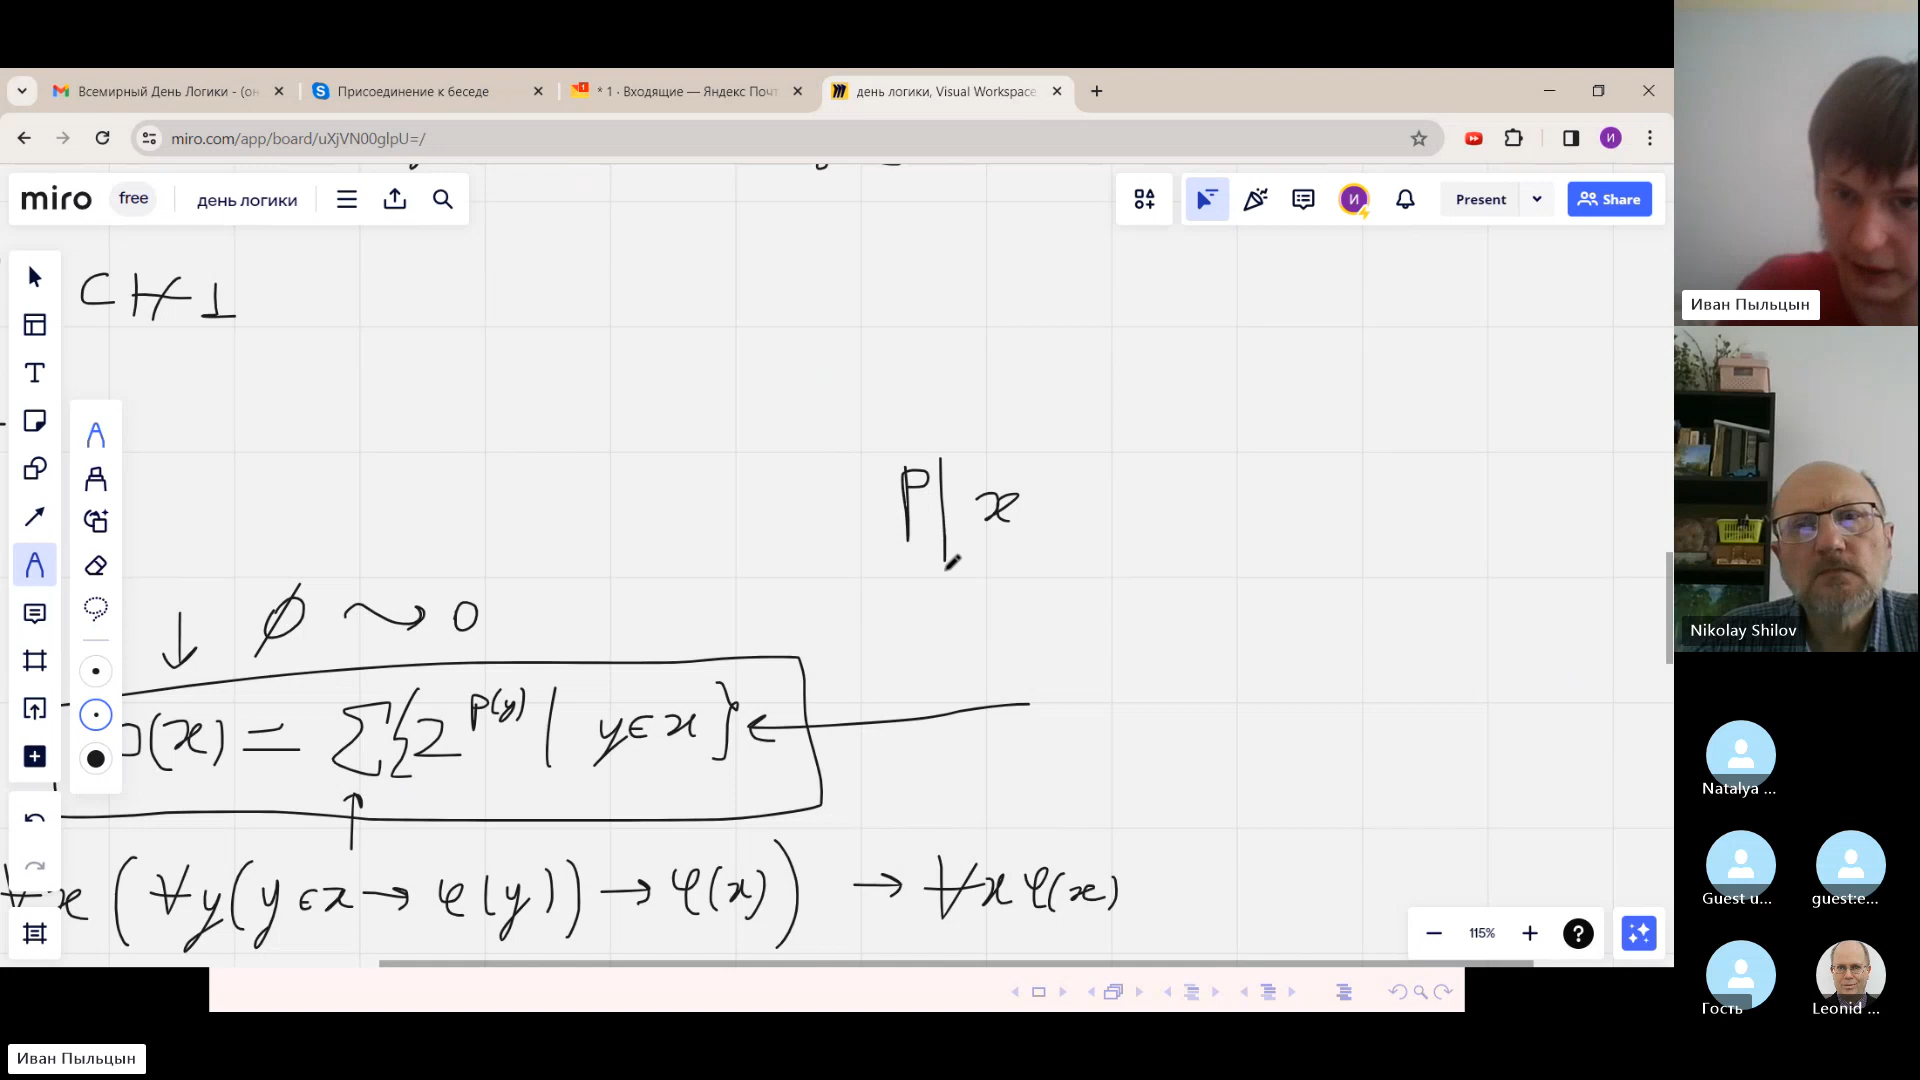 Всемирный День Логики - (он
Присоединение к беседе
* 1 · Входящие — Яндекс Почт
день логики, Visual Workspace
miro.com/app/board/uXjVN00glpU=/
miro
free
день логики
Present
Share
И
C ⊬ ⊥
P| x
∅ ⇝ 0
p(x) = Σ{2^p(y) | y∈x}
∀x (∀y(y∈x → φ(y)) → φ(x)) → ∀x φ(x)
115%
Иван Пыльцын
Nikolay Shilov
Natalya ...
Guest u...
guest:e...
Гость
Leonid ...
Иван Пыльцын